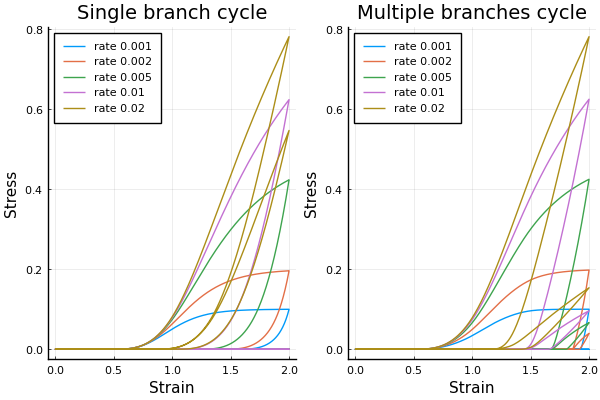 Single branch cycle
0.8
0.6
0.4
0.2
0.0
Stress
rate 0.001
rate 0.002
rate 0.005
rate 0.01
rate 0.02
0.0 0.5 1.0 1.5 2.0
Strain
Multiple branches cycle
0.8
0.6
0.4
0.2
0.0
Stress
rate 0.001
rate 0.002
rate 0.005
rate 0.01
rate 0.02
0.0 0.5 1.0 1.5 2.0
Strain